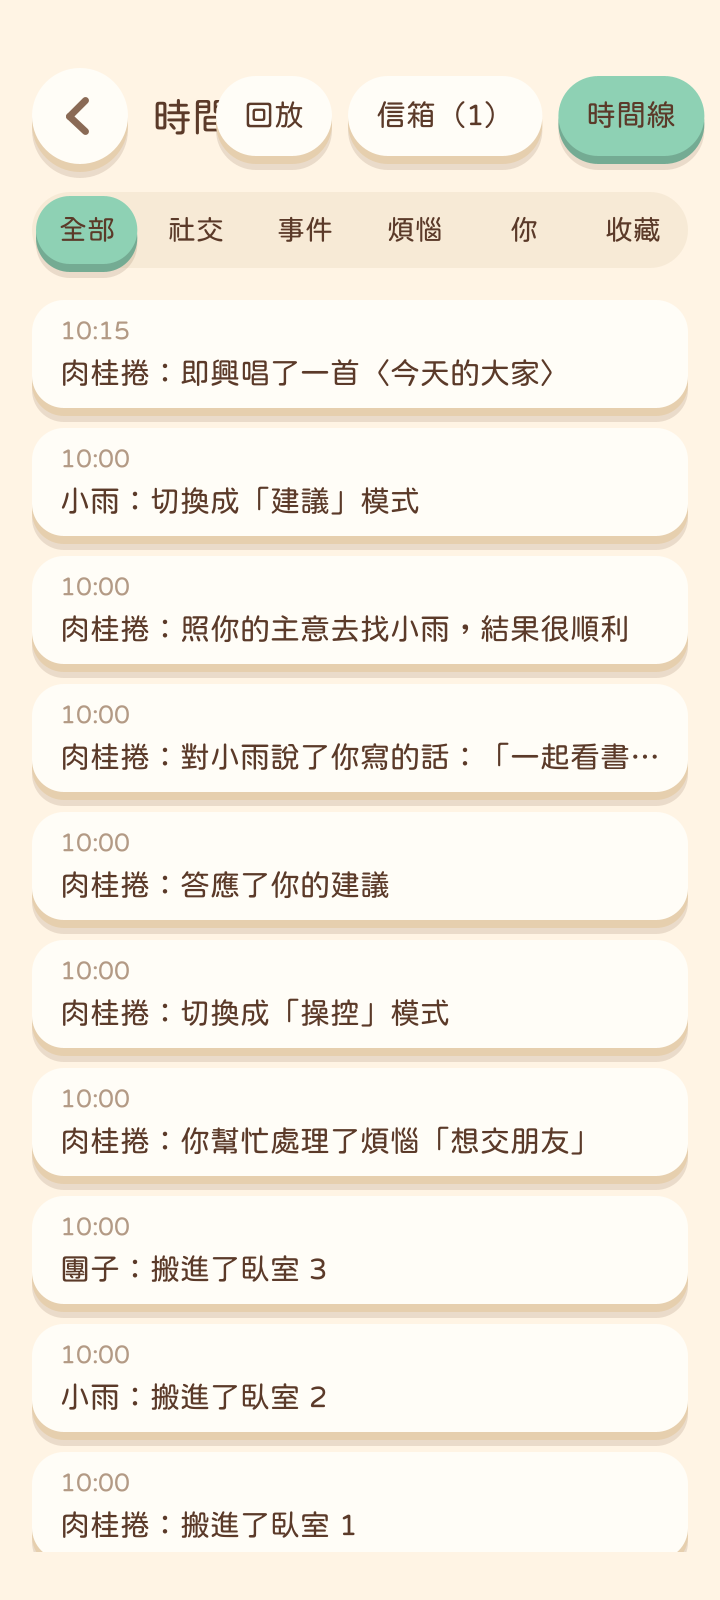 時間
回放
信箱（1）
時間線
全部
社交
事件
煩惱
你
收藏
10:15
肉桂捲：即興唱了一首〈今天的大家〉
10:00
小雨：切換成「建議」模式
10:00
肉桂捲：照你的主意去找小雨，結果很順利
10:00
肉桂捲：對小雨說了你寫的話：「一起看書…
10:00
肉桂捲：答應了你的建議
10:00
肉桂捲：切換成「操控」模式
10:00
肉桂捲：你幫忙處理了煩惱「想交朋友」
10:00
團子：搬進了臥室 3
10:00
小雨：搬進了臥室 2
10:00
肉桂捲：搬進了臥室 1